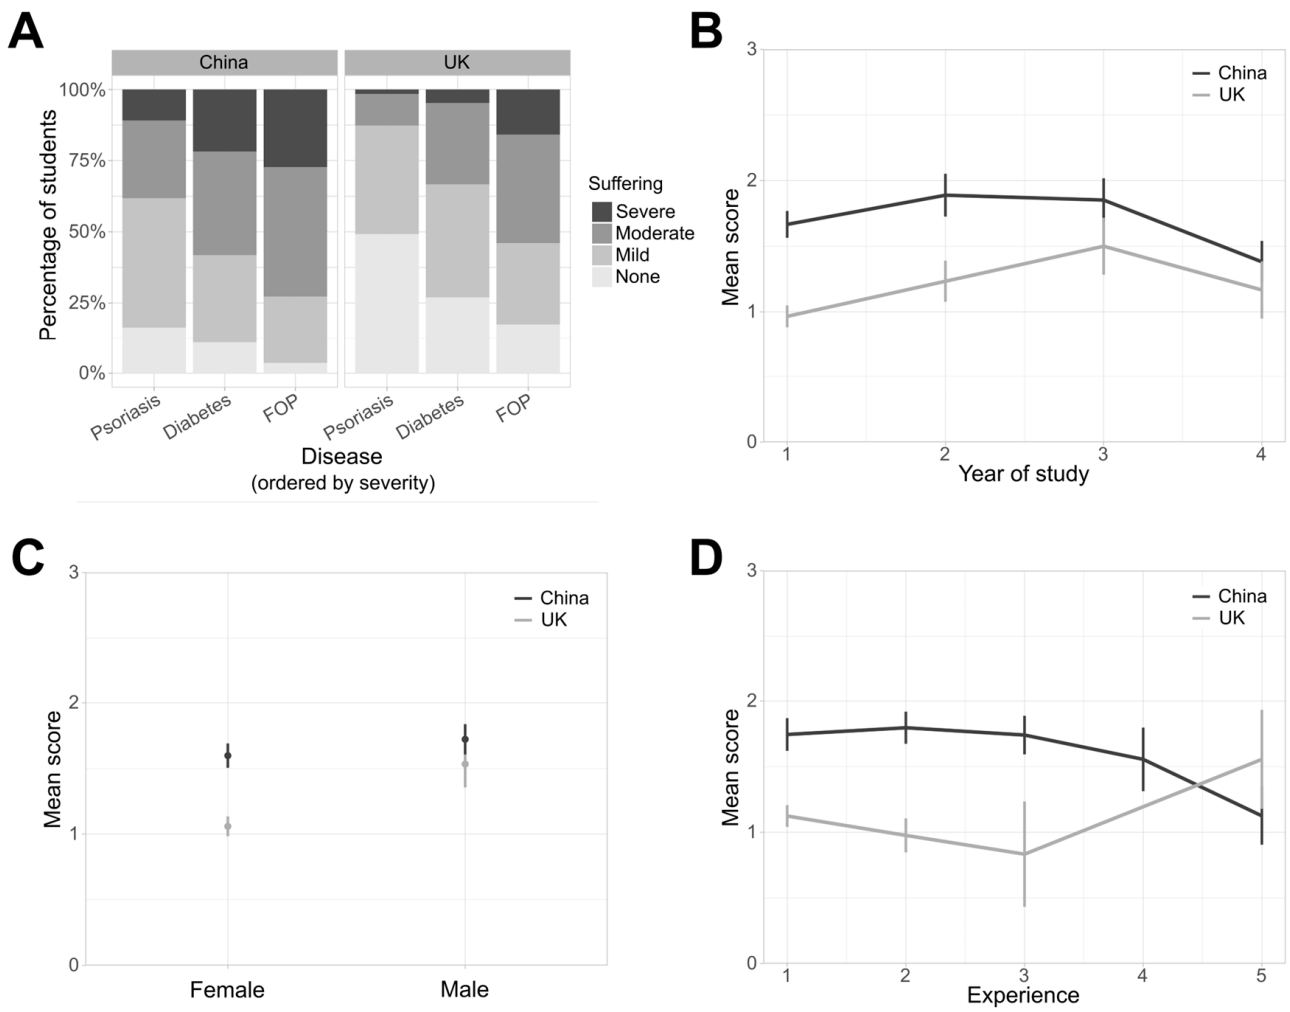 A
China
UK
100%
75%
50%
25%
0%
Percentage of students
Psoriasis
Diabetes
FOP
Psoriasis
Diabetes
FOP
Disease
(ordered by severity)
Suffering
Severe
Moderate
Mild
None
B
3
2
1
0
Mean score
China
UK
1
2
3
4
Year of study
C
3
2
1
0
Mean score
China
UK
Female
Male
D
3
2
1
0
Mean score
China
UK
1
2
3
4
5
Experience